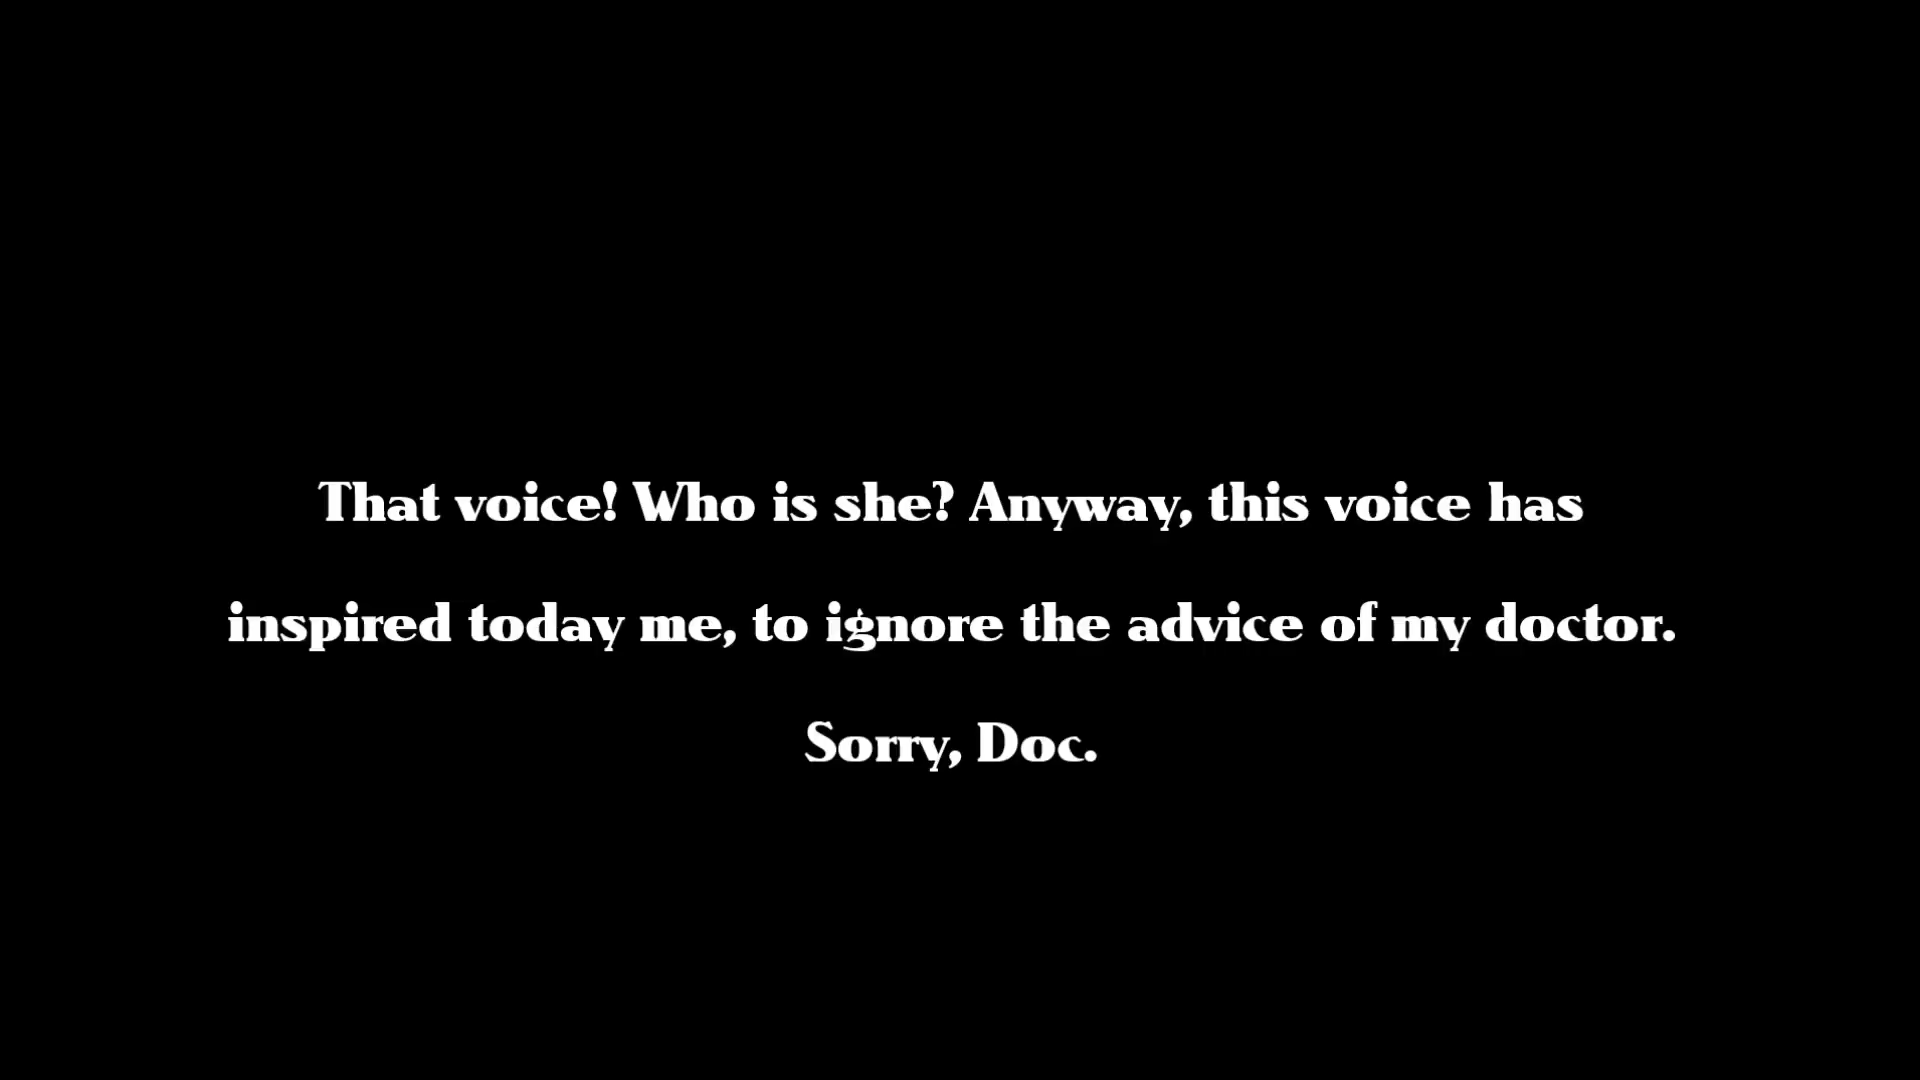 That voice! Who is she? Anyway, this voice has
inspired today me, to ignore the advice of my doctor.
Sorry, Doc.